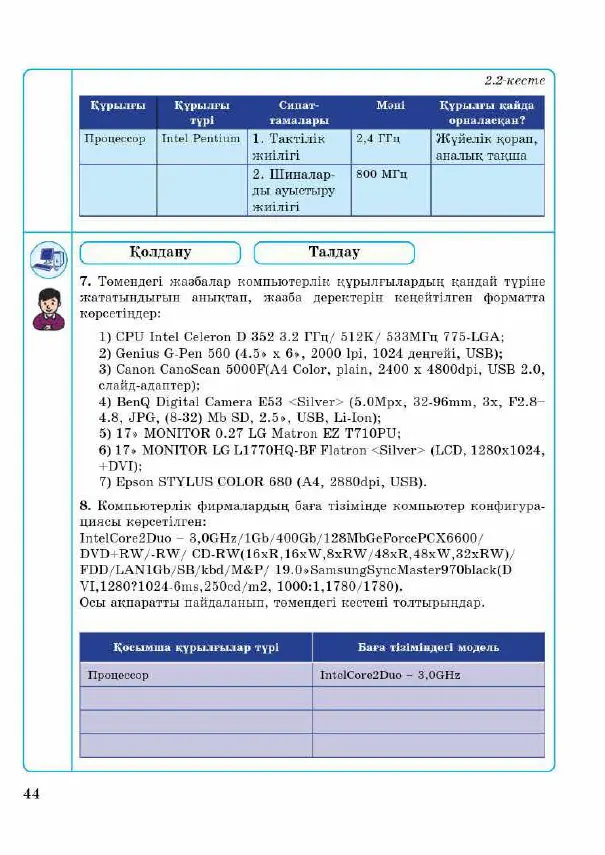 2.2-кесте
Құрылғы
Құрылғы түрі
Сипат-тамалары
Мәні
Құрылғы қайда орналасқан?
Процессор
Intel Pentium
1. Тактілік жиілігі
2,4 ГГц
Жүйелік қорап, аналық тақша
2. Шиналар-ды ауыстыру жиілігі
800 МГц
Қолдану
Талдау
7. Төмендегі жазбалар компьютерлік құрылғылардың қандай түріне
жататындығын анықтап, жазба деректерін кеңейтілген форматта
көрсетіңдер:
1) CPU Intel Celeron D 352 3.2 ГГц/ 512K/ 533МГц 775-LGA;
2) Genius G-Pen 560 (4.5» x 6», 2000 lpi, 1024 деңгейі, USB);
3) Canon CanoScan 5000F(A4 Color, plain, 2400 x 4800dpi, USB 2.0,
слайд-адаптер);
4) BenQ Digital Camera E53 <Silver> (5.0Mpx, 32-96mm, 3x, F2.8–
4.8, JPG, (8-32) Mb SD, 2.5», USB, Li-Ion);
5) 17» MONITOR 0.27 LG Matron EZ T710PU;
6) 17» MONITOR LG L1770HQ-BF Flatron <Silver> (LCD, 1280x1024,
+DVI);
7) Epson STYLUS COLOR 680 (A4, 2880dpi, USB).
8. Компьютерлік фирмалардың баға тізімінде компьютер конфигура-
циясы көрсетілген:
IntelCore2Duo – 3,0GHz/1Gb/400Gb/128MbGeForcePCX6600/
DVD+RW/-RW/ CD-RW(16xR,16xW,8xRW/48xR,48xW,32xRW)/
FDD/LAN1Gb/SB/kbd/M&P/ 19.0»SamsungSyncMaster970black(D
VI,1280?1024-6ms,250cd/m2, 1000:1,1780/1780).
Осы ақпаратты пайдаланып, төмендегі кестені толтырыңдар.
Қосымша құрылғылар түрі
Баға тізіміндегі модель
Процессор
IntelCore2Duo – 3,0GHz
44